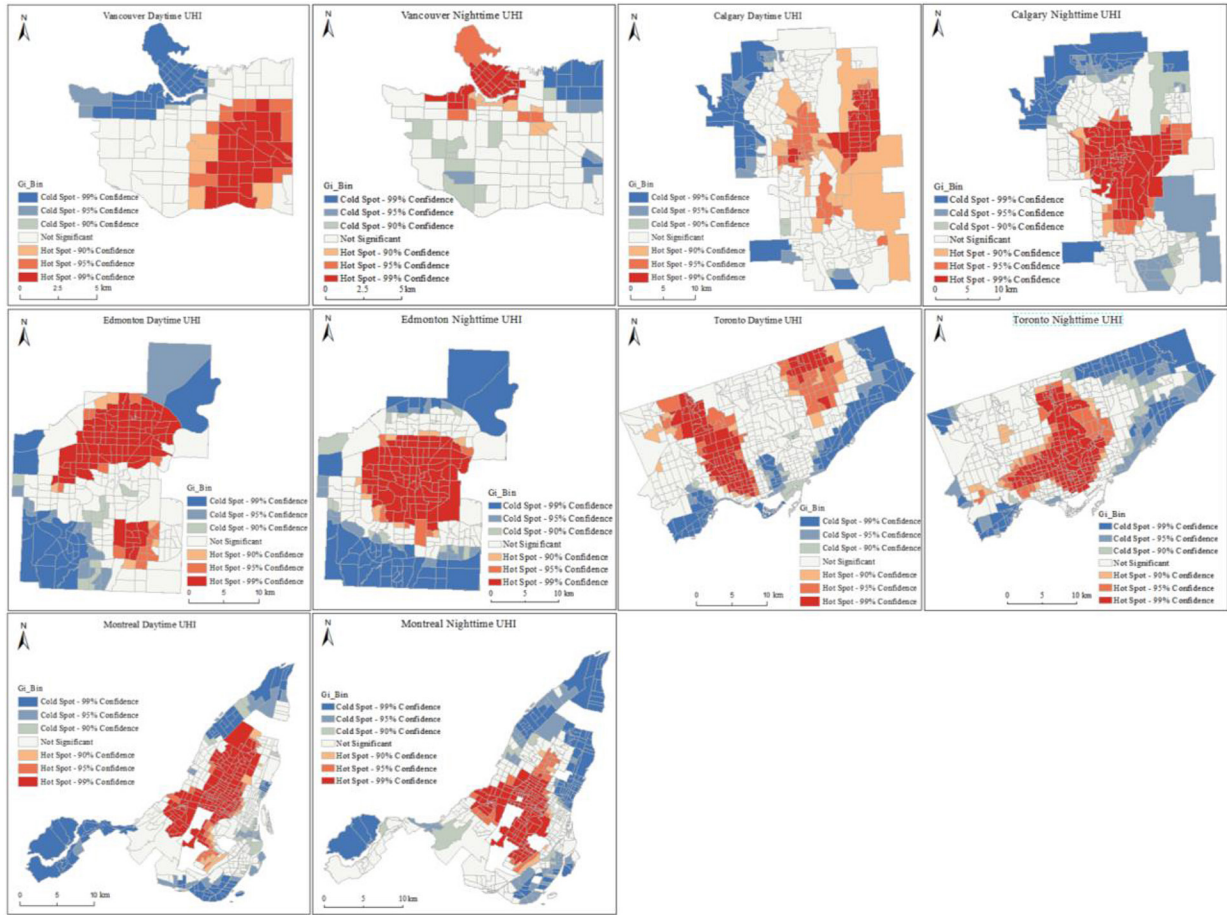 Vancouver Daytime UHI
N
Gi_Bin
Cold Spot - 99% Confidence
Cold Spot - 95% Confidence
Cold Spot - 90% Confidence
Not Significant
Hot Spot - 90% Confidence
Hot Spot - 95% Confidence
Hot Spot - 99% Confidence
0 2.5 5 km
Vancouver Nighttime UHI
N
Gi_Bin
Cold Spot - 99% Confidence
Cold Spot - 95% Confidence
Cold Spot - 90% Confidence
Not Significant
Hot Spot - 90% Confidence
Hot Spot - 95% Confidence
Hot Spot - 99% Confidence
0 2.5 5 km
Calgary Daytime UHI
N
Gi_Bin
Cold Spot - 99% Confidence
Cold Spot - 95% Confidence
Cold Spot - 90% Confidence
Not Significant
Hot Spot - 90% Confidence
Hot Spot - 95% Confidence
Hot Spot - 99% Confidence
0 5 10 km
Calgary Nighttime UHI
N
Gi_Bin
Cold Spot - 99% Confidence
Cold Spot - 95% Confidence
Cold Spot - 90% Confidence
Not Significant
Hot Spot - 90% Confidence
Hot Spot - 95% Confidence
Hot Spot - 99% Confidence
0 5 10 km
Edmonton Daytime UHI
N
Gi_Bin
Cold Spot - 99% Confidence
Cold Spot - 95% Confidence
Cold Spot - 90% Confidence
Not Significant
Hot Spot - 90% Confidence
Hot Spot - 95% Confidence
Hot Spot - 99% Confidence
0 5 10 km
Edmonton Nighttime UHI
N
Gi_Bin
Cold Spot - 99% Confidence
Cold Spot - 95% Confidence
Cold Spot - 90% Confidence
Not Significant
Hot Spot - 90% Confidence
Hot Spot - 95% Confidence
Hot Spot - 99% Confidence
0 5 10 km
Toronto Daytime UHI
N
Gi_Bin
Cold Spot - 99% Confidence
Cold Spot - 95% Confidence
Cold Spot - 90% Confidence
Not Significant
Hot Spot - 90% Confidence
Hot Spot - 95% Confidence
Hot Spot - 99% Confidence
0 5 10 km
Toronto Nighttime UHI
N
Gi_Bin
Cold Spot - 99% Confidence
Cold Spot - 95% Confidence
Cold Spot - 90% Confidence
Not Significant
Hot Spot - 90% Confidence
Hot Spot - 95% Confidence
Hot Spot - 99% Confidence
0 5 10 km
Montreal Daytime UHI
N
Gi_Bin
Cold Spot - 99% Confidence
Cold Spot - 95% Confidence
Cold Spot - 90% Confidence
Not Significant
Hot Spot - 90% Confidence
Hot Spot - 95% Confidence
Hot Spot - 99% Confidence
0 5 10 km
Montreal Nighttime UHI
N
Gi_Bin
Cold Spot - 99% Confidence
Cold Spot - 95% Confidence
Cold Spot - 90% Confidence
Not Significant
Hot Spot - 90% Confidence
Hot Spot - 95% Confidence
Hot Spot - 99% Confidence
0 5 10 km